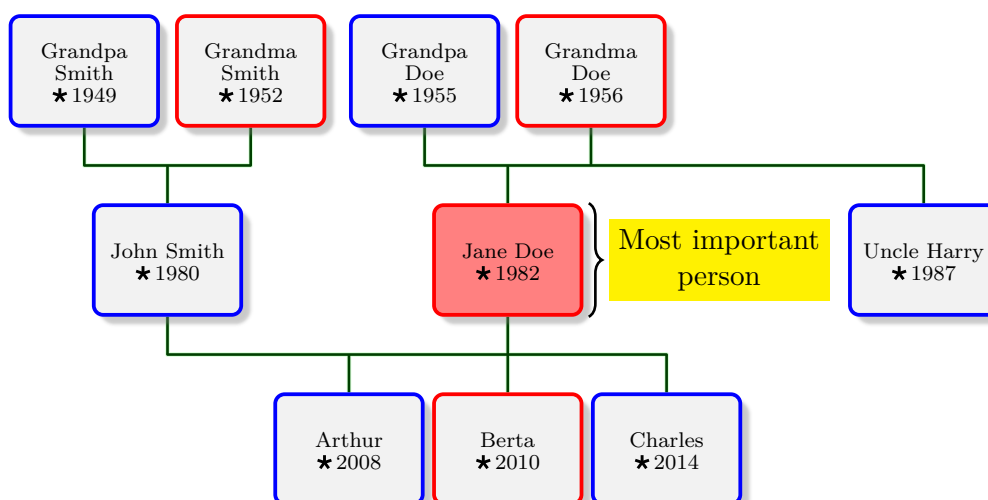 Grandpa
Smith
★ 1949
Grandma
Smith
★ 1952
Grandpa
Doe
★ 1955
Grandma
Doe
★ 1956
John Smith
★ 1980
Jane Doe
★ 1982
Most important
person
Uncle Harry
★ 1987
Arthur
★ 2008
Berta
★ 2010
Charles
★ 2014